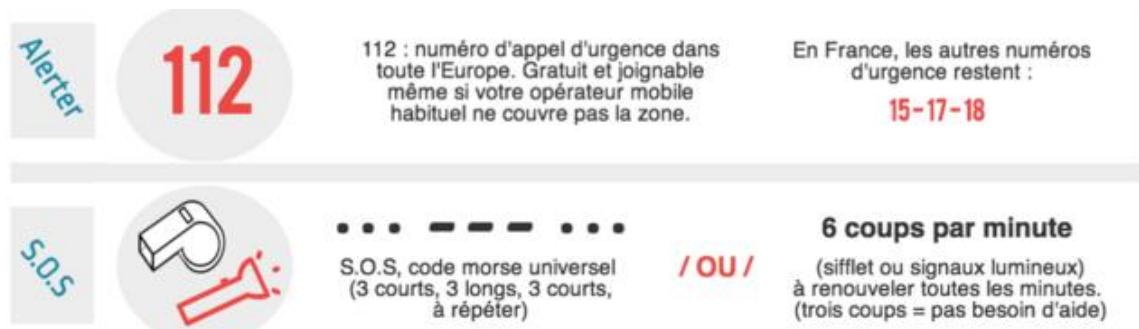 Alerter
112
112 : numéro d'appel d'urgence dans
toute l'Europe. Gratuit et joignable
même si votre opérateur mobile
habituel ne couvre pas la zone.
En France, les autres numéros
d'urgence restent :
15-17-18
S.O.S
... --- ...
S.O.S, code morse universel
(3 courts, 3 longs, 3 courts,
à répéter)
/ OU /
6 coups par minute
(sifflet ou signaux lumineux)
à renouveler toutes les minutes.
(trois coups = pas besoin d'aide)